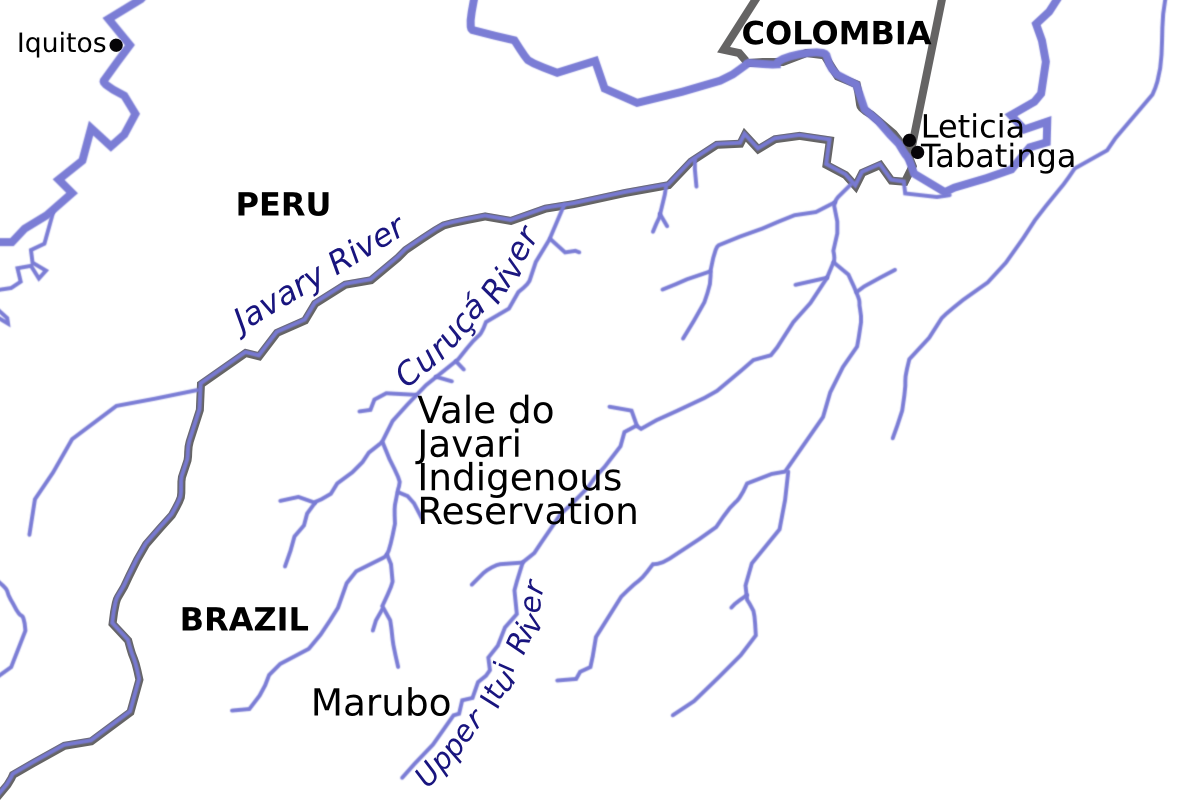 COLOMBIA
Iquitos
Leticia
Tabatinga
PERU
Javary River
Curuçá River
Vale do
Javari
Indigenous
Reservation
BRAZIL
Upper Itui River
Marubo